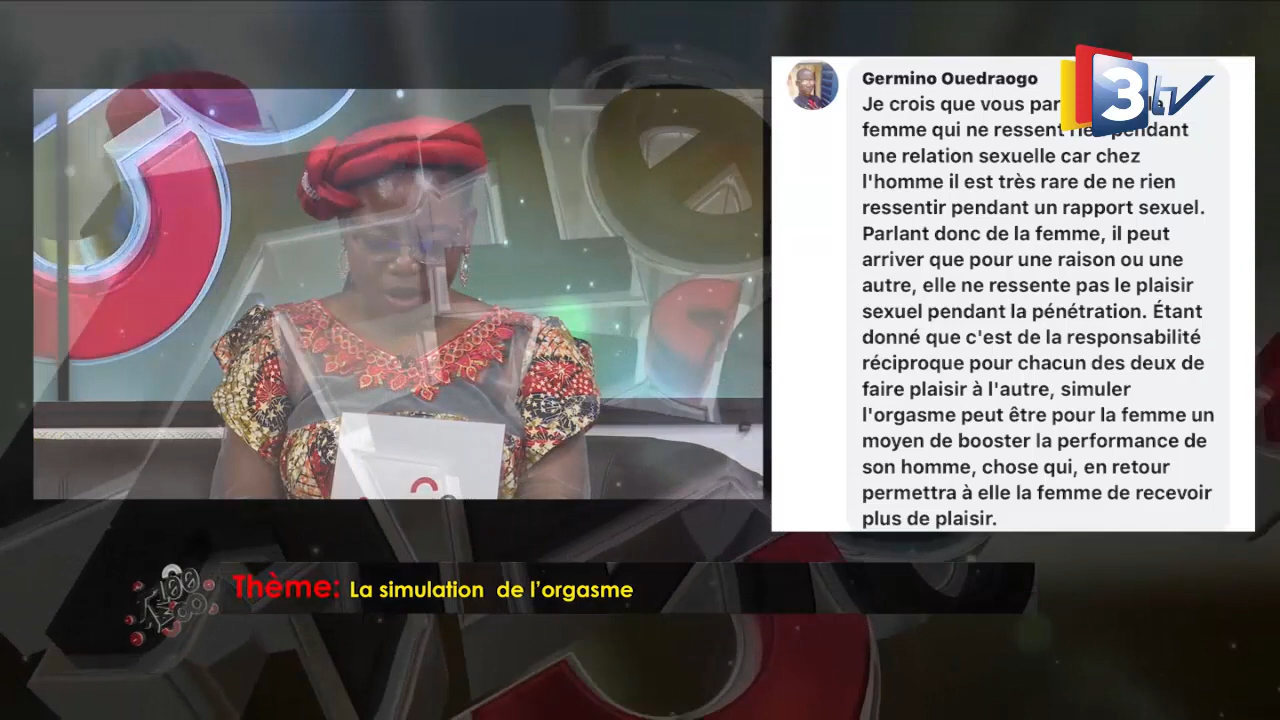 Germino Ouedraogo
Je crois que vous
femme qui ne ressent pendant
une relation sexuelle car chez
l'homme il est très rare de ne rien
ressentir pendant un rapport sexuel.
Parlant donc de la femme, il peut
arriver que pour une raison ou une
autre, elle ne ressente pas le plaisir
sexuel pendant la pénétration. Étant
donné que c'est de la responsabilité
réciproque pour chacun des deux de
faire plaisir à l'autre, simuler
l'orgasme peut être pour la femme un
moyen de booster la performance de
son homme, chose qui, en retour
permettra à elle la femme de recevoir
plus de plaisir.
3tv
Thème: La simulation de l'orgasme